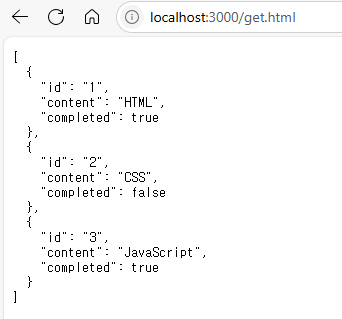 localhost:3000/get.html
[
  {
    "id": "1",
    "content": "HTML",
    "completed": true
  },
  {
    "id": "2",
    "content": "CSS",
    "completed": false
  },
  {
    "id": "3",
    "content": "JavaScript",
    "completed": true
  }
]